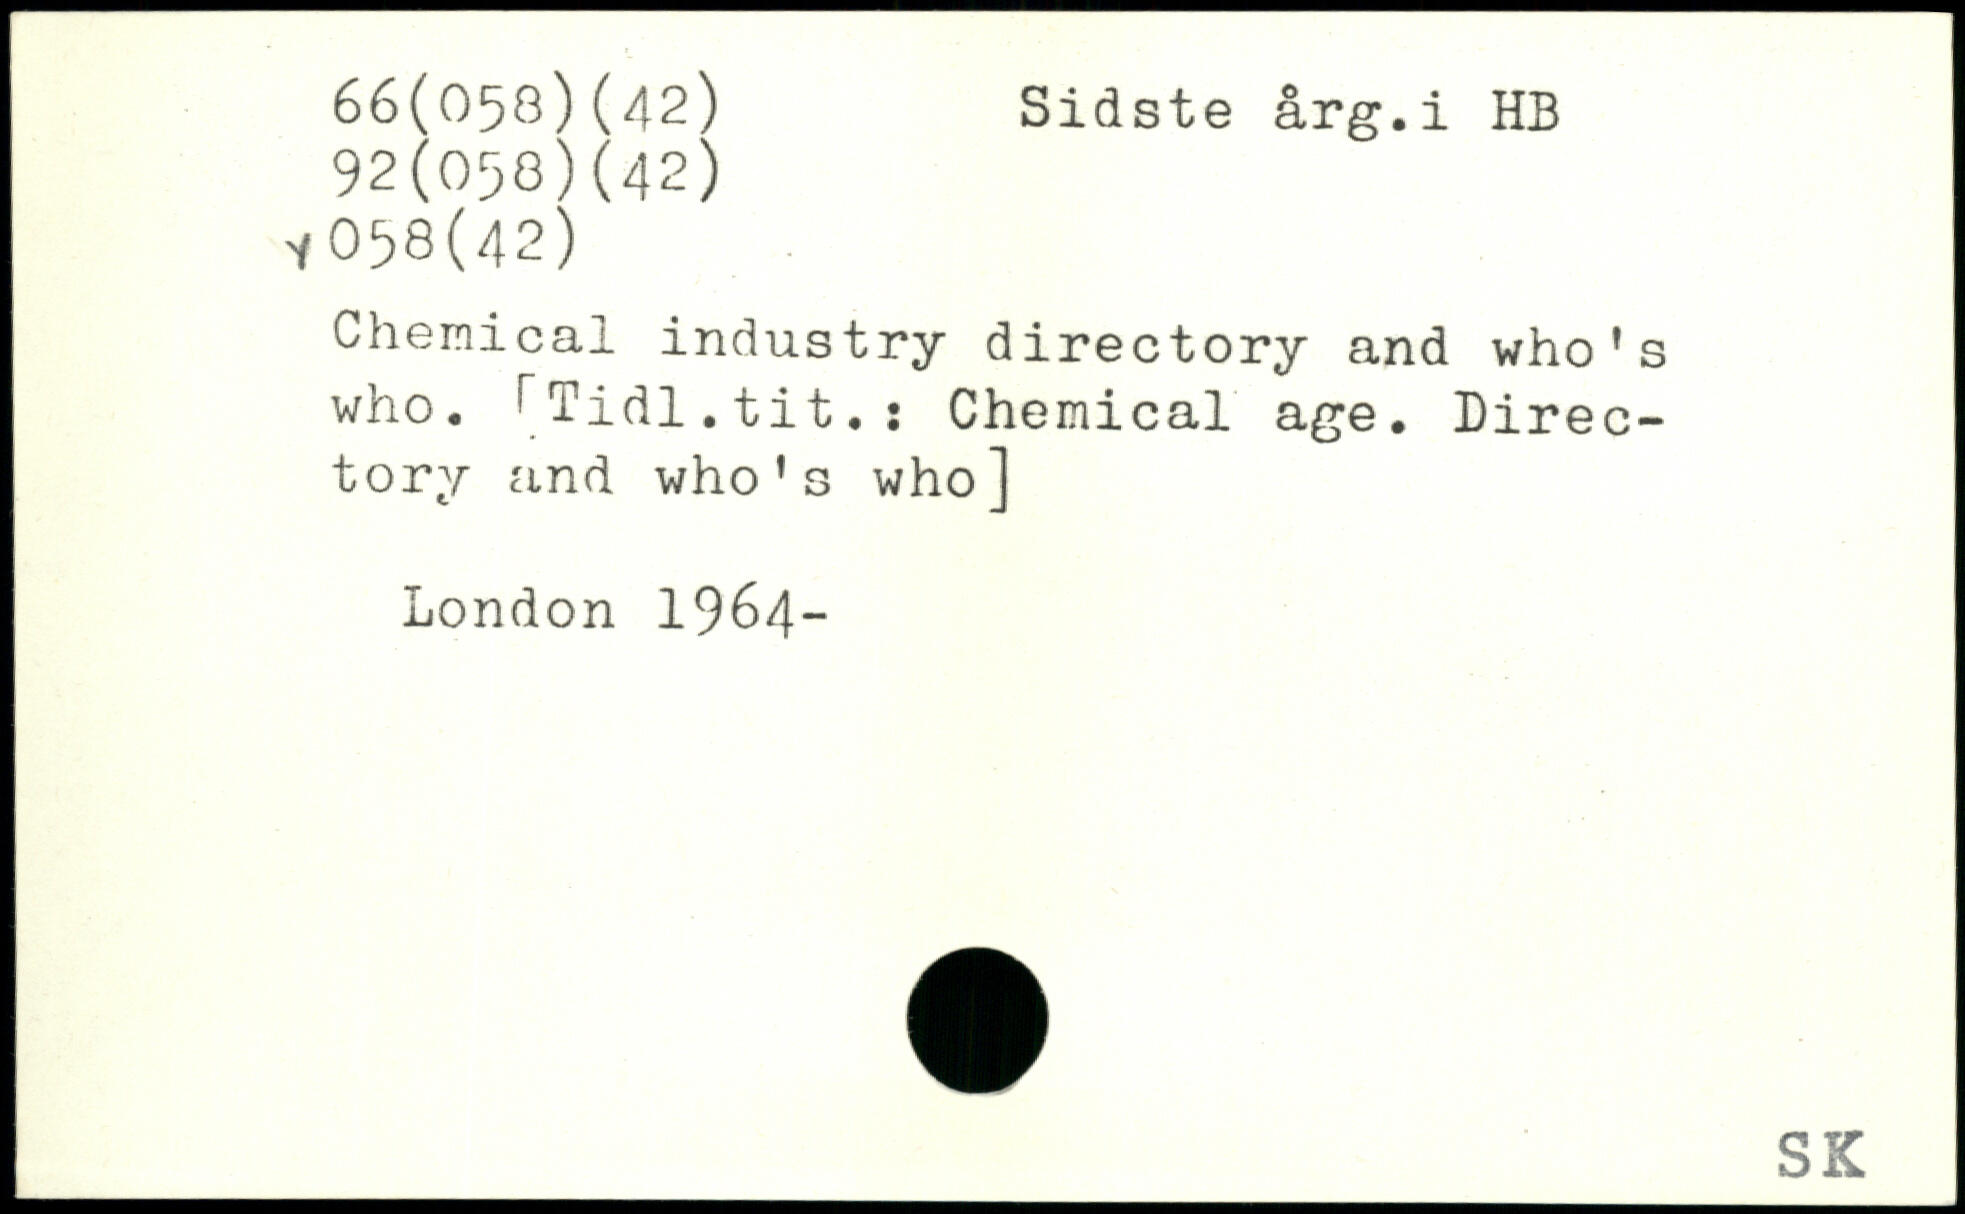 66(058)(42) Sidste årg.i HB
92(058)(42)
058(42)
Chemical industry directory and who's
who. [Tidl.tit.: Chemical age. Direc-
tory and who's who]
London 1964-
SK